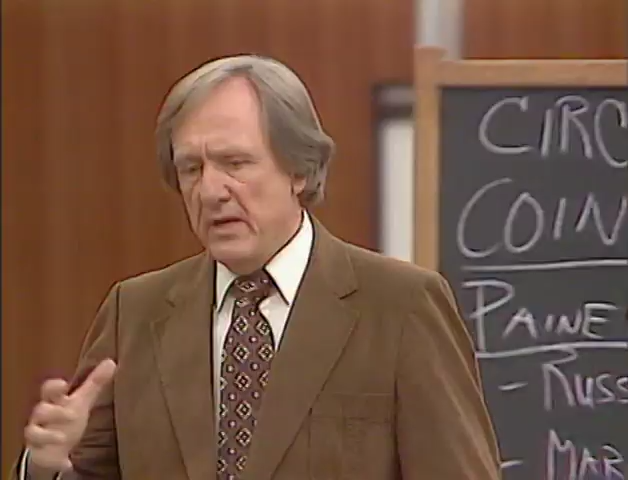 CIRC
COIN
PAINE
- RUSS
- MAR